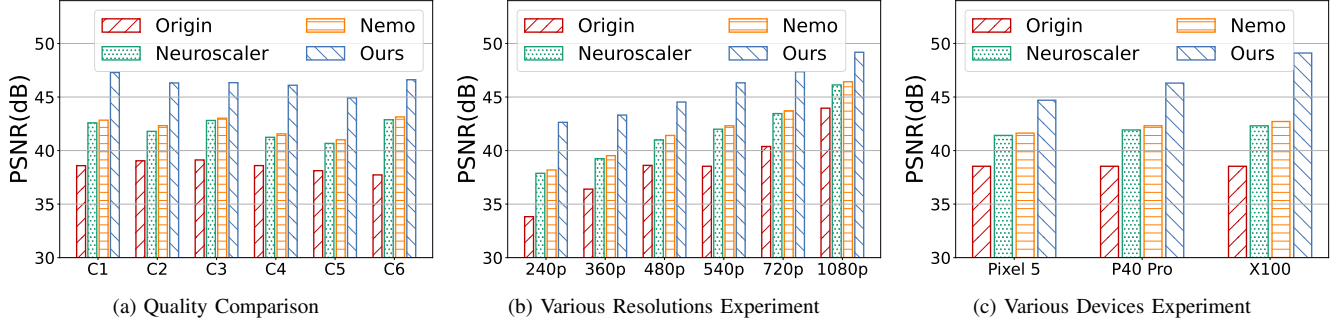 Origin Nemo
Neuroscaler Ours
PSNR(dB)
50
45
40
35
30
C1 C2 C3 C4 C5 C6
(a) Quality Comparison
Origin Nemo
Neuroscaler Ours
PSNR(dB)
50
45
40
35
30
240p 360p 480p 540p 720p 1080p
(b) Various Resolutions Experiment
Origin Nemo
Neuroscaler Ours
PSNR(dB)
50
45
40
35
30
Pixel 5 P40 Pro X100
(c) Various Devices Experiment